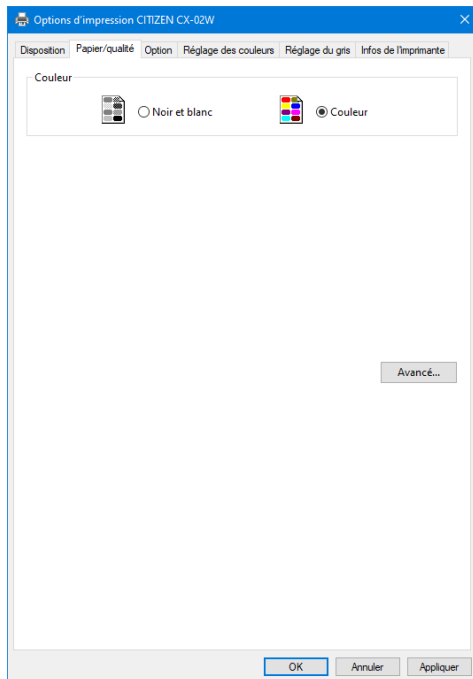 Options d'impression CITIZEN CX-02W
Disposition Papier/qualité Option Réglage des couleurs Réglage du gris Infos de l'imprimante
Couleur
Noir et blanc Couleur
Avancé...
OK Annuler Appliquer